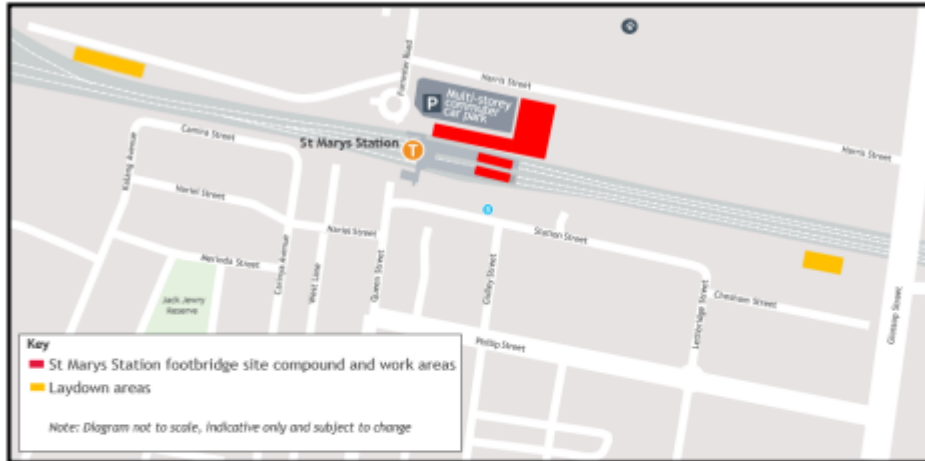 Forrester Road
Harris Street
P
Multi-storey
commuter
car park
St Marys Station
T
Camira Street
Kalang Avenue
Harris Street
Nariel Street
Nariel Street
Station Street
Merinda Street
Carinya Avenue
West Lane
Queen Street
Gidley Street
Jack Jewry
Reserve
Lethbridge Street
Chesham Street
Glossop Street
Phillip Street
Key
St Marys Station footbridge site compound and work areas
Laydown areas
Note: Diagram not to scale, indicative only and subject to change